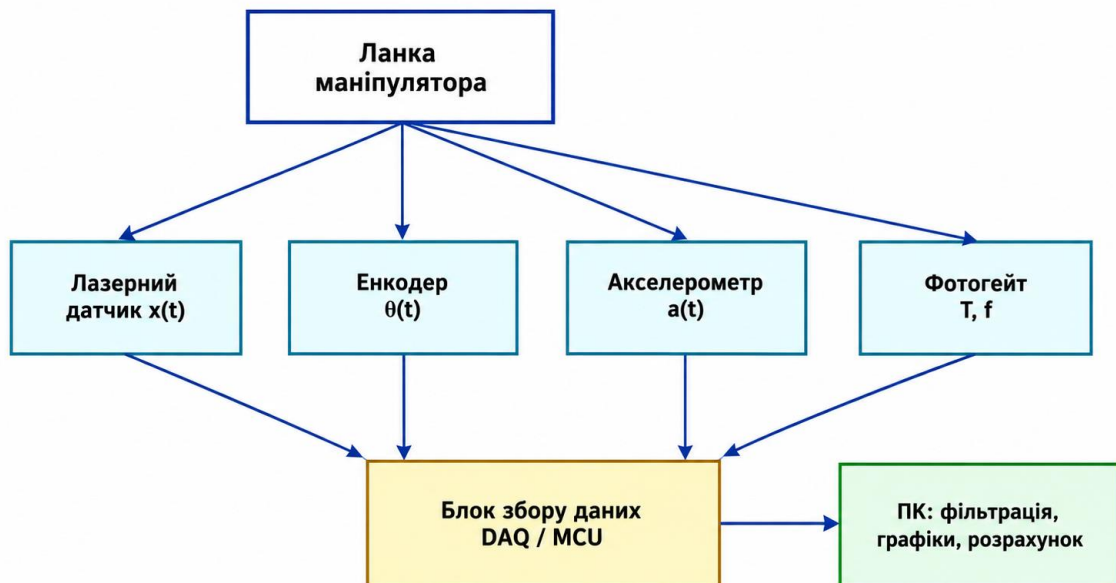 Ланка
маніпулятора
Лазерний
датчик x(t)
Енкодер
θ(t)
Акселерометр
a(t)
Фотогейт
T, f
Блок збору даних
DAQ / MCU
ПК: фільтрація,
графіки, розрахунок